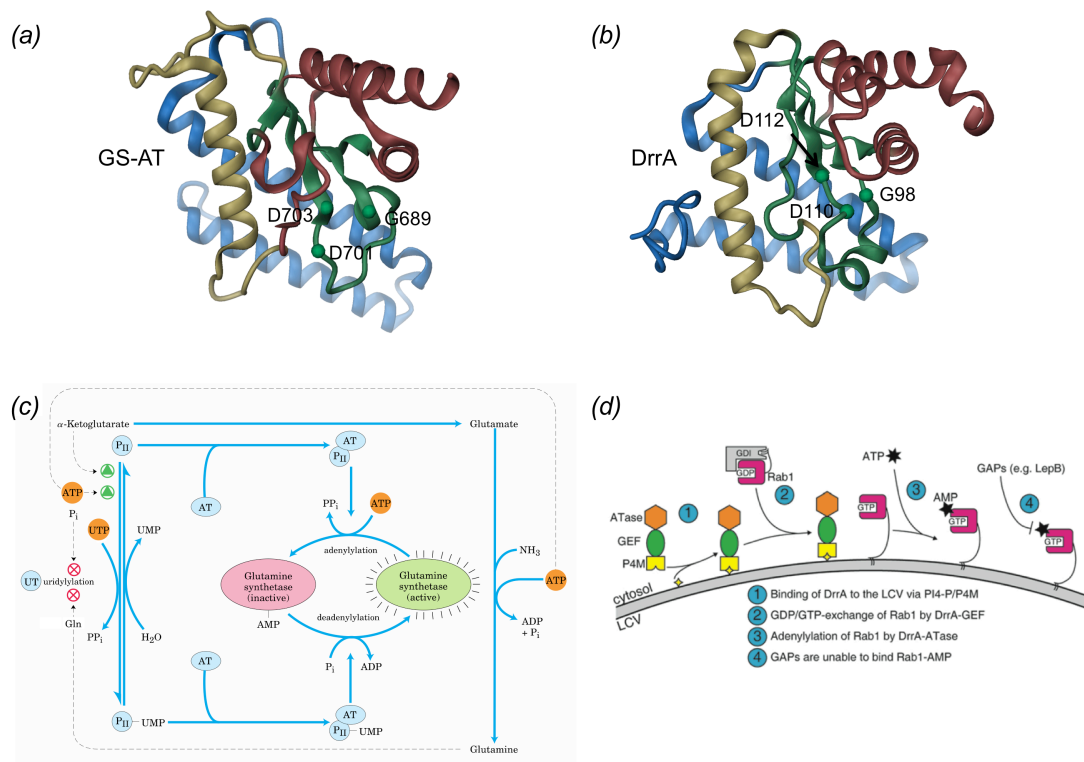 (a)
GS-AT
D703
G689
D701
(b)
D112
DrrA
D110
G98
(c)
α-Ketoglutarate
Glutamate
PII
AT
PII
ATP
Pi
AT
PPi
ATP
UTP
UMP
adenylylation
NH3
UT
uridylylation
Glutamine
synthetase
(inactive)
Glutamine
synthetase
(active)
ATP
Gln
AMP
deadenylylation
ADP
+ Pi
PPi
H2O
AT
Pi
ADP
PII
UMP
AT
PII
UMP
Glutamine
(d)
GDI
GDP
Rab1
ATP
GAPs (e.g. LepB)
1
2
3
4
AMP
ATase
GEF
P4M
GTP
GTP
GTP
cytosol
LCV
1 Binding of DrrA to the LCV via PI4-P/P4M
2 GDP/GTP-exchange of Rab1 by DrrA-GEF
3 Adenylylation of Rab1 by DrrA-ATase
4 GAPs are unable to bind Rab1-AMP